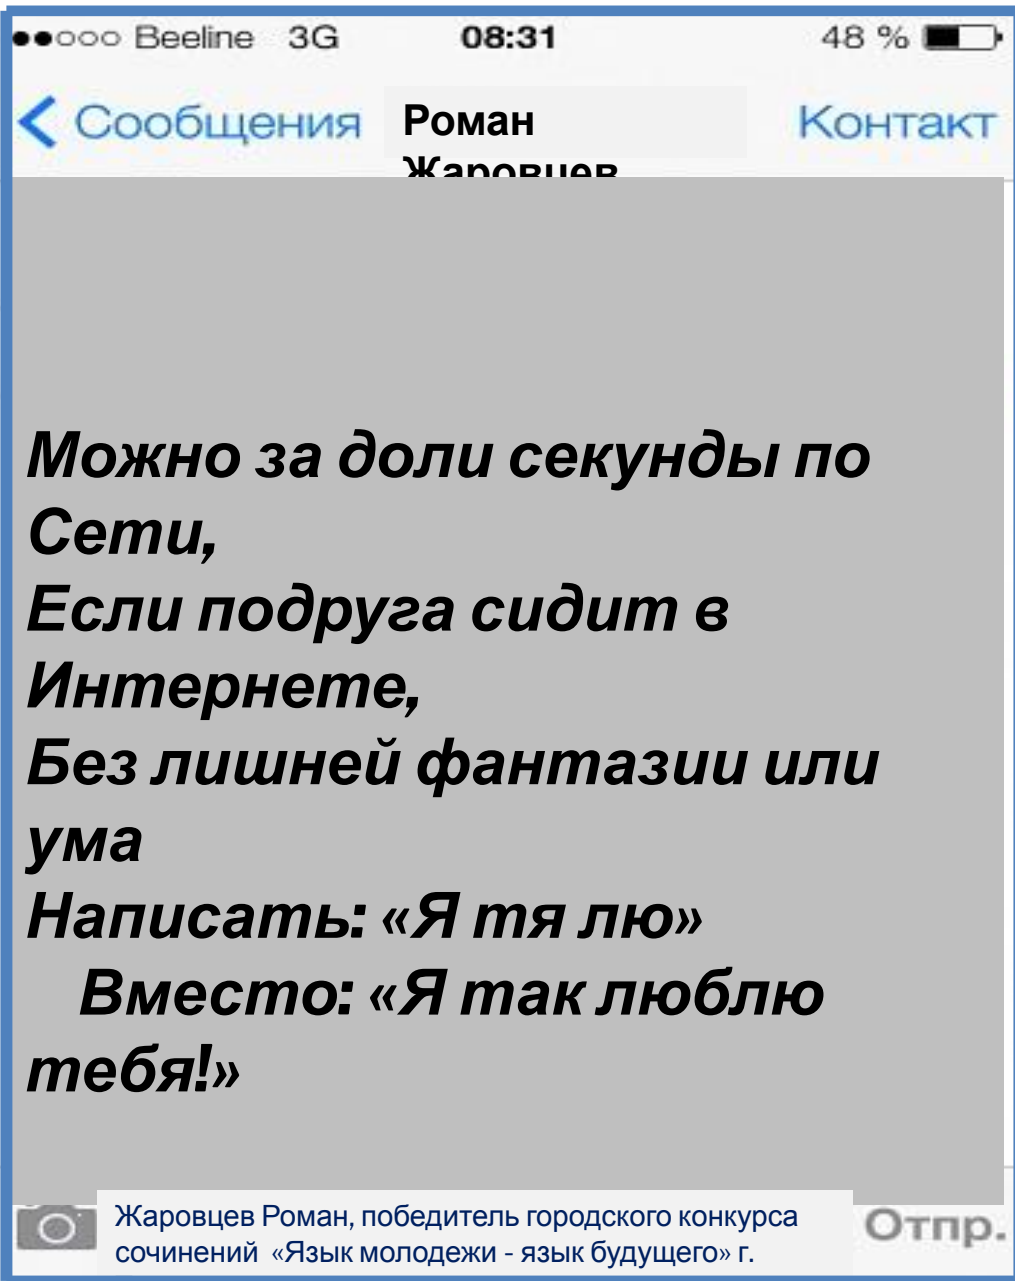 Beeline 3G 08:31 48 %
Сообщения Роман Контакт
Жаровцев
Можно за доли секунды по
Сети,
Если подруга сидит в
Интернете,
Без лишней фантазии или
ума
Написать: «Я тя лю»
Вместо: «Я так люблю
тебя!»
Жаровцев Роман, победитель городского конкурса
сочинений «Язык молодежи - язык будущего» г.
Отпр.